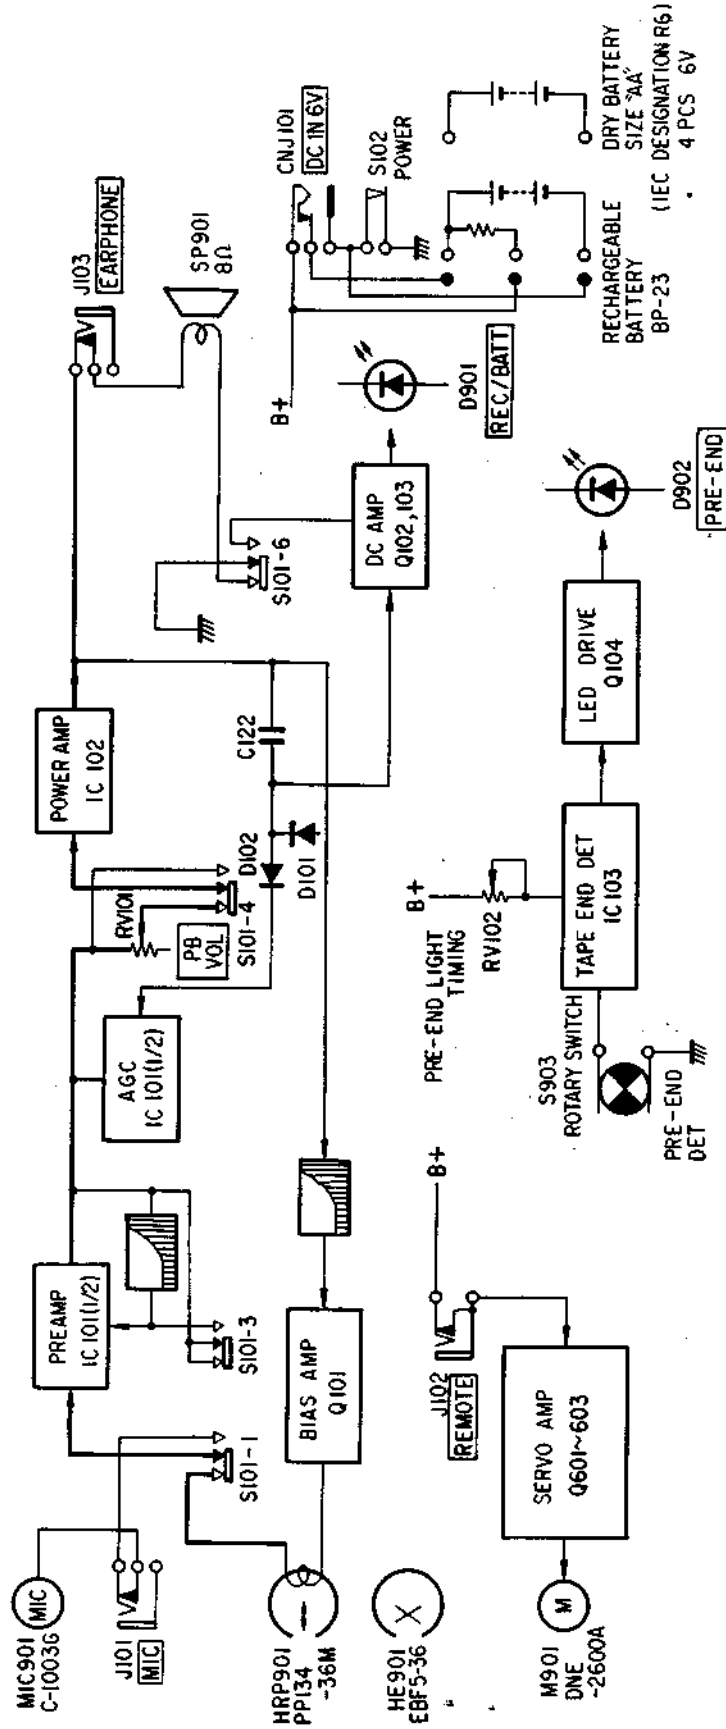 MIC901
C-1003G
MIC
J101
MIC
S101-1
PREAMP
IC101(1/2)
S101-3
AGC
IC101(1/2)
RV101
PB
VOL
S101-4
POWER AMP
IC 102
D102
D101
C122
S101-6
J103
EARPHONE
SP901
8Ω
HRP901
PP134
-36M
HE901
EBF5-36
BIAS AMP
Q101
DC AMP
Q102,103
D901
REC/BATT
B+
CNJ101
DC IN 6V
S102
POWER
RECHARGEABLE
BATTERY
BP-23
DRY BATTERY
SIZE "AA"
(IEC DESIGNATION R6)
4 PCS 6V
M901
DNE
-2600A
M
SERVO AMP
Q601~603
J102
REMOTE
B+
S903
ROTARY SWITCH
PRE-END
DET
PRE-END LIGHT
TIMING
B+
RV102
TAPE END DET
IC103
LED DRIVE
Q104
D902
PRE-END